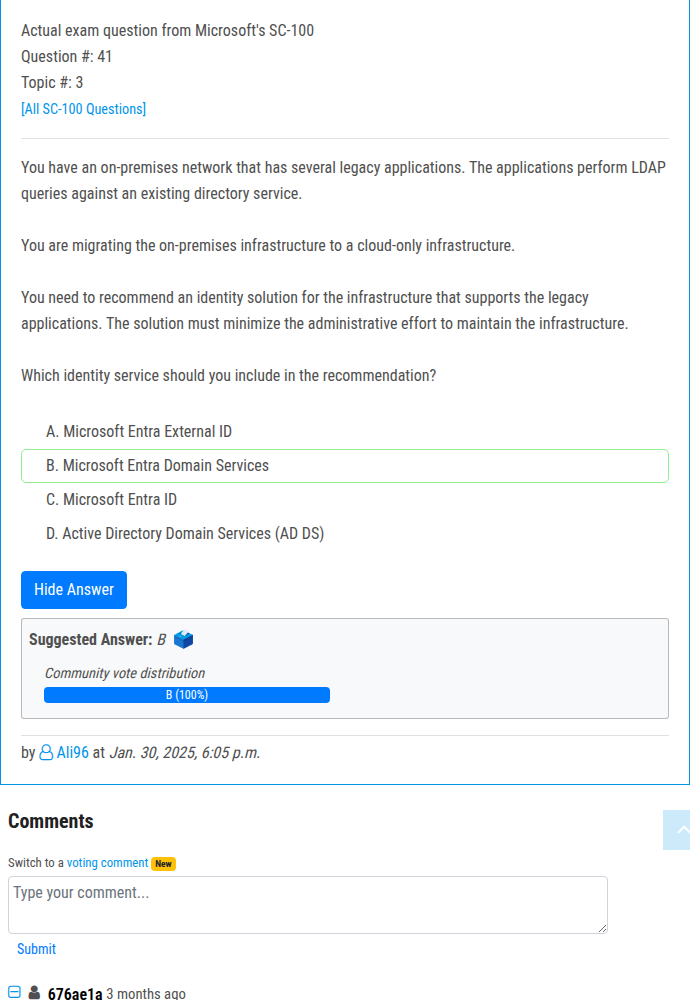 Actual exam question from Microsoft's SC-100
Question #: 41
Topic #: 3
[All SC-100 Questions]
You have an on-premises network that has several legacy applications. The applications perform LDAP
queries against an existing directory service.
You are migrating the on-premises infrastructure to a cloud-only infrastructure.
You need to recommend an identity solution for the infrastructure that supports the legacy
applications. The solution must minimize the administrative effort to maintain the infrastructure.
Which identity service should you include in the recommendation?
A. Microsoft Entra External ID
B. Microsoft Entra Domain Services
C. Microsoft Entra ID
D. Active Directory Domain Services (AD DS)
Hide Answer
Suggested Answer: B
Community vote distribution
B (100%)
by Ali96 at Jan. 30, 2025, 6:05 p.m.
Comments
Switch to a voting comment New
Type your comment...
Submit
676ae1a 3 months ago